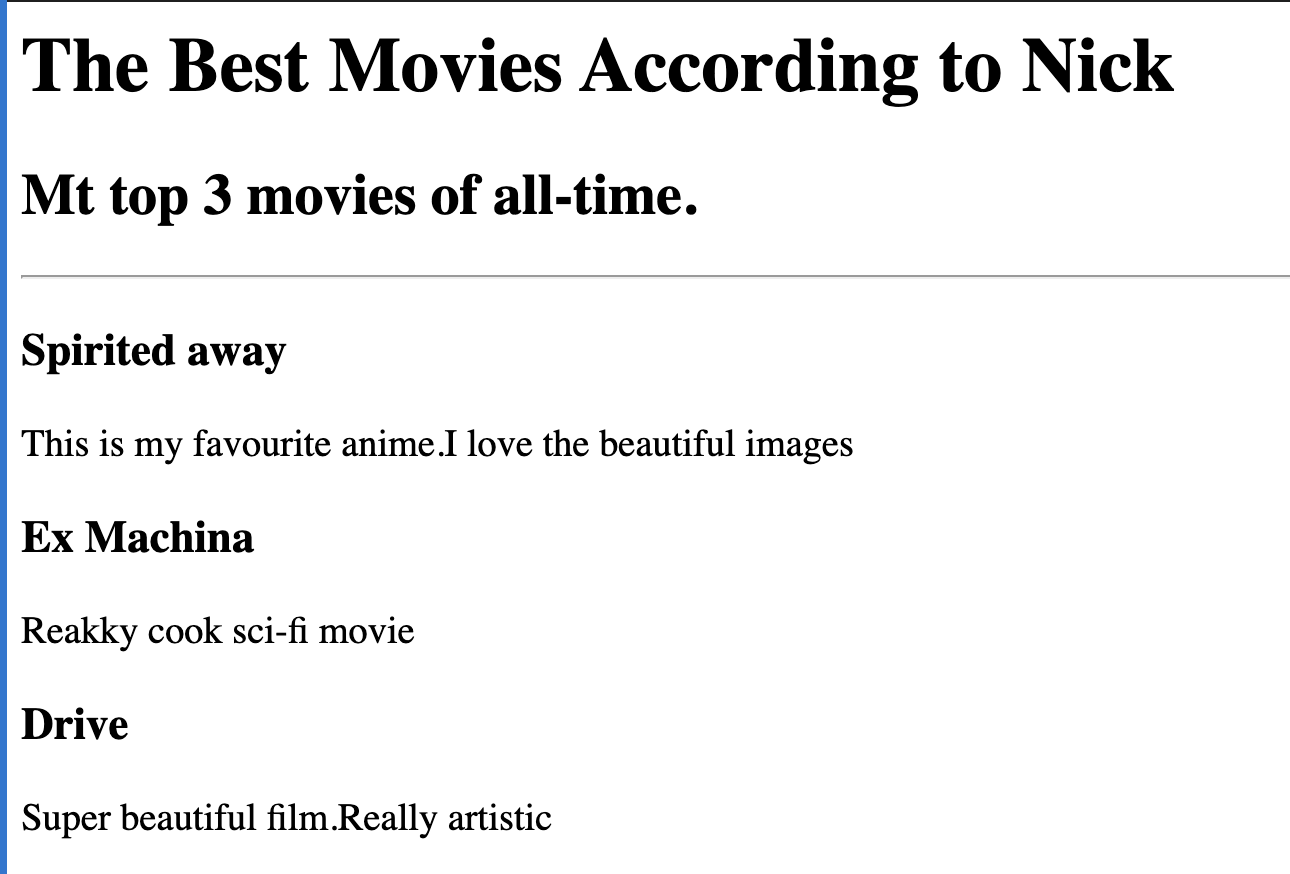 The Best Movies According to Nick
Mt top 3 movies of all-time.
Spirited away
This is my favourite anime.I love the beautiful images
Ex Machina
Reakky cook sci-fi movie
Drive
Super beautiful film.Really artistic